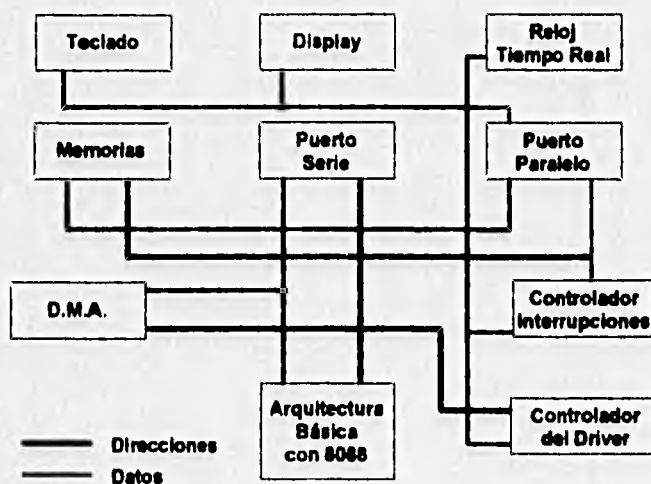 Teclado
Display
Reloj
Tiempo Real
Memorias
Puerto
Serie
Puerto
Paralelo
D.M.A.
Controlador
Interrupciones
Arquitectura
Básica
con 8088
Controlador
del Driver
Direcciones
Datos